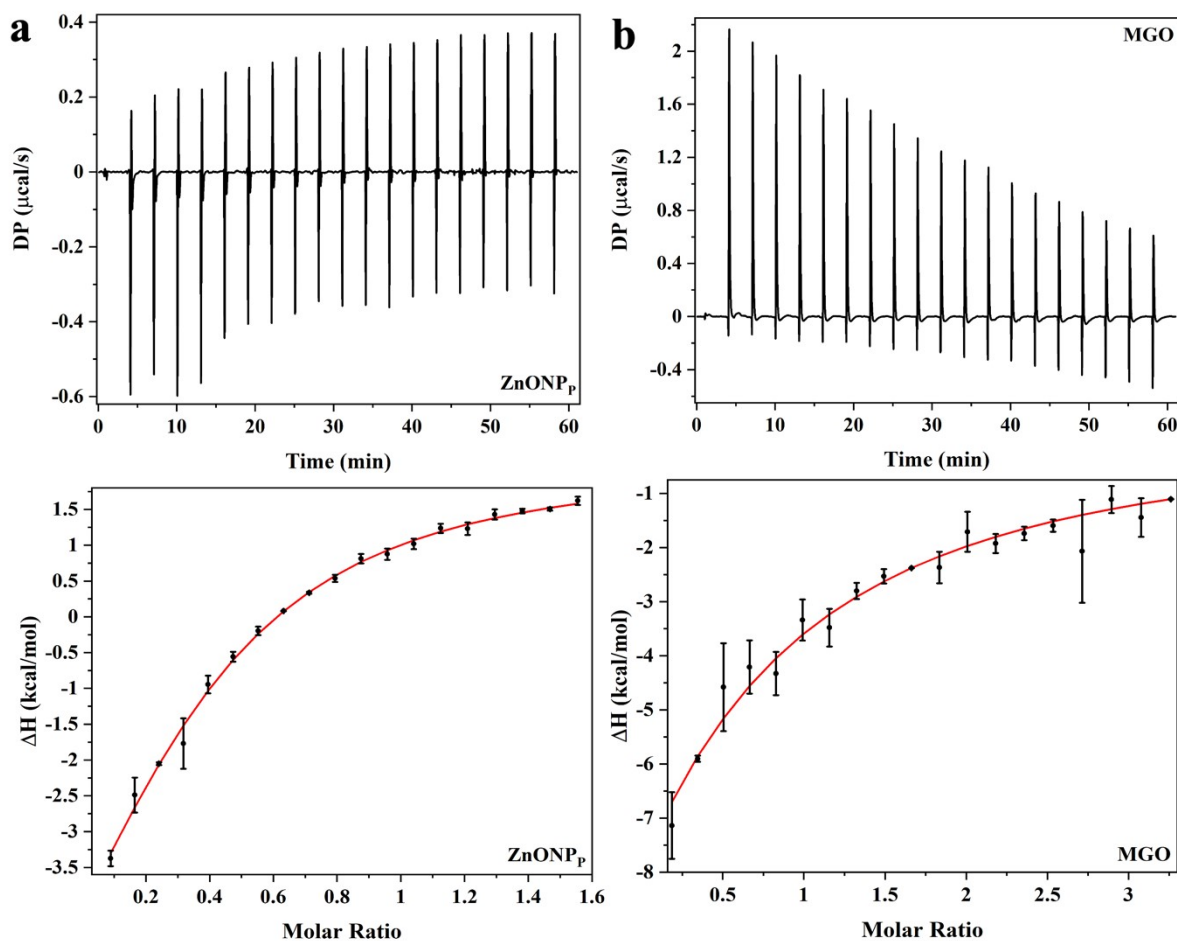 a
0.4
0.2
0
-0.2
-0.4
-0.6
DP (μcal/s)
ZnONPP
0 10 20 30 40 50 60
Time (min)
b
MGO
2
1.6
1.2
0.8
0.4
0
-0.4
DP (μcal/s)
0 10 20 30 40 50 60
Time (min)
1.5
1
0.5
0
-0.5
-1
-1.5
-2
-2.5
-3
-3.5
ΔH (kcal/mol)
ZnONPP
0.2 0.4 0.6 0.8 1 1.2 1.4 1.6
Molar Ratio
-1
-2
-3
-4
-5
-6
-7
-8
ΔH (kcal/mol)
MGO
0.5 1 1.5 2 2.5 3
Molar Ratio